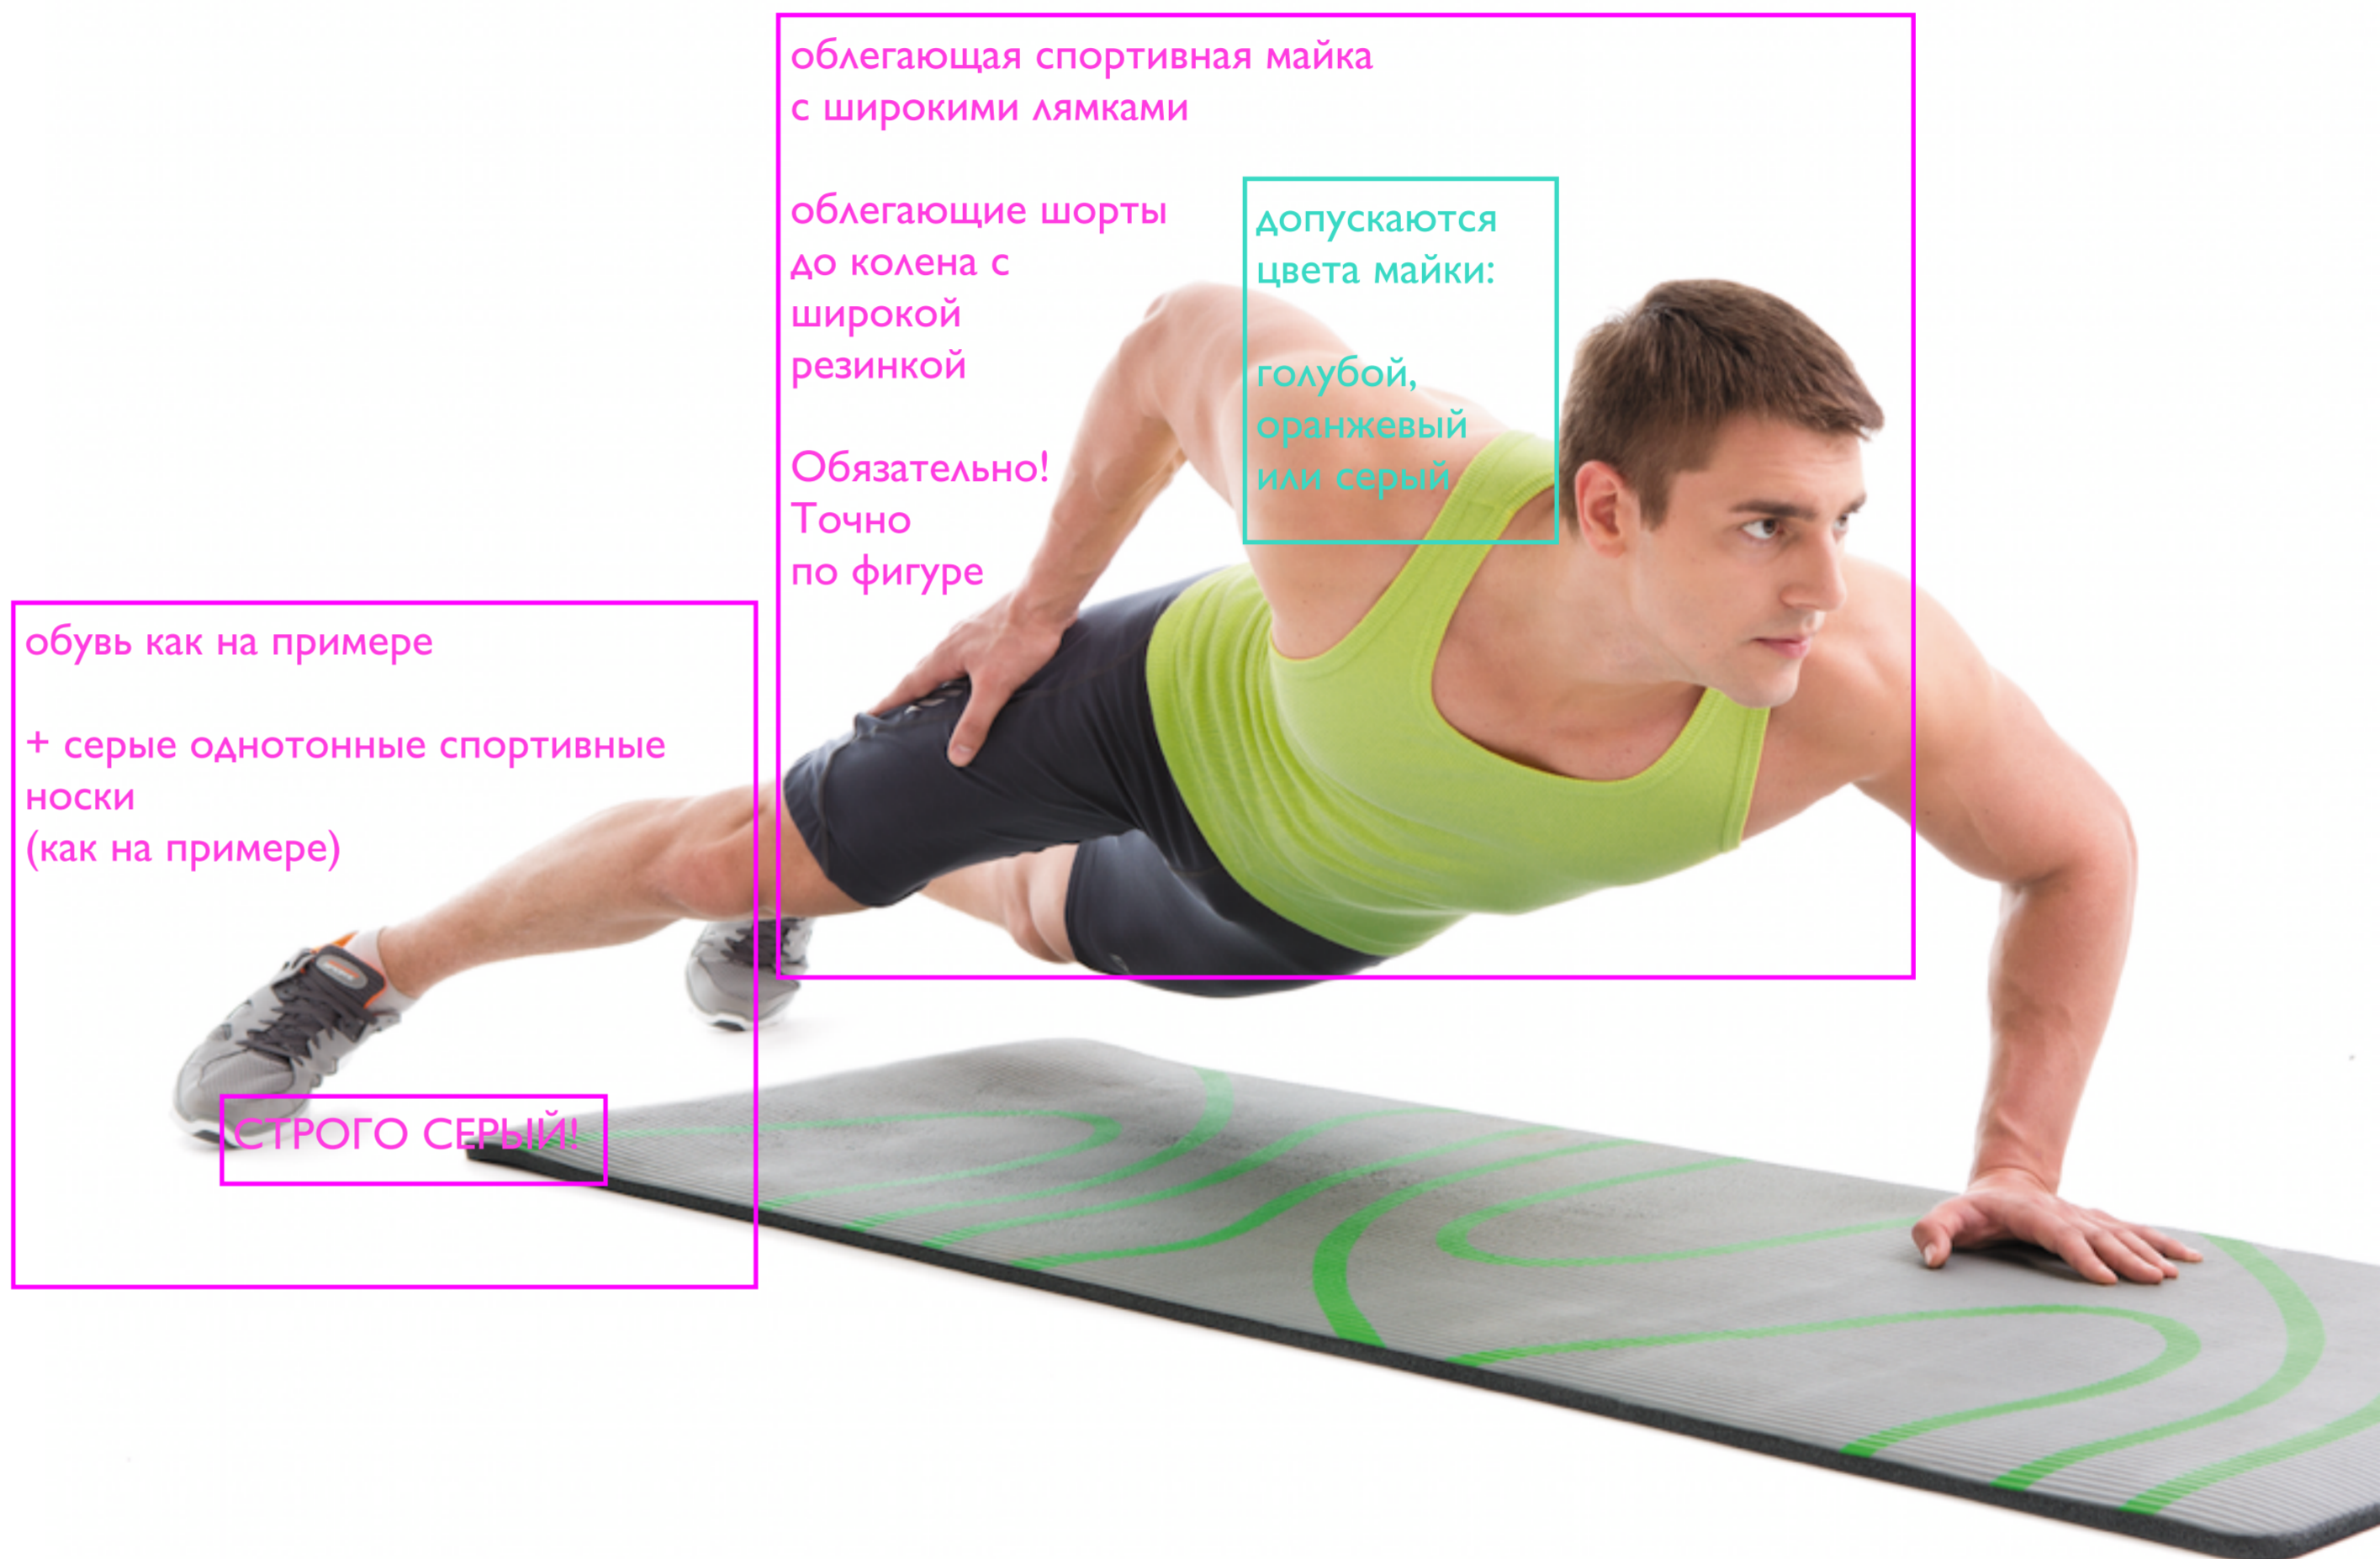 облегающая спортивная майка
с широкими лямками
облегающие шорты
до колена с
широкой
резинкой
Обязательно!
Точно
по фигуре
допускаются
цвета майки:
голубой,
оранжевый
или серый
обувь как на примере
+ серые однотонные спортивные
носки
(как на примере)
СТРОГО СЕРЫЙ!